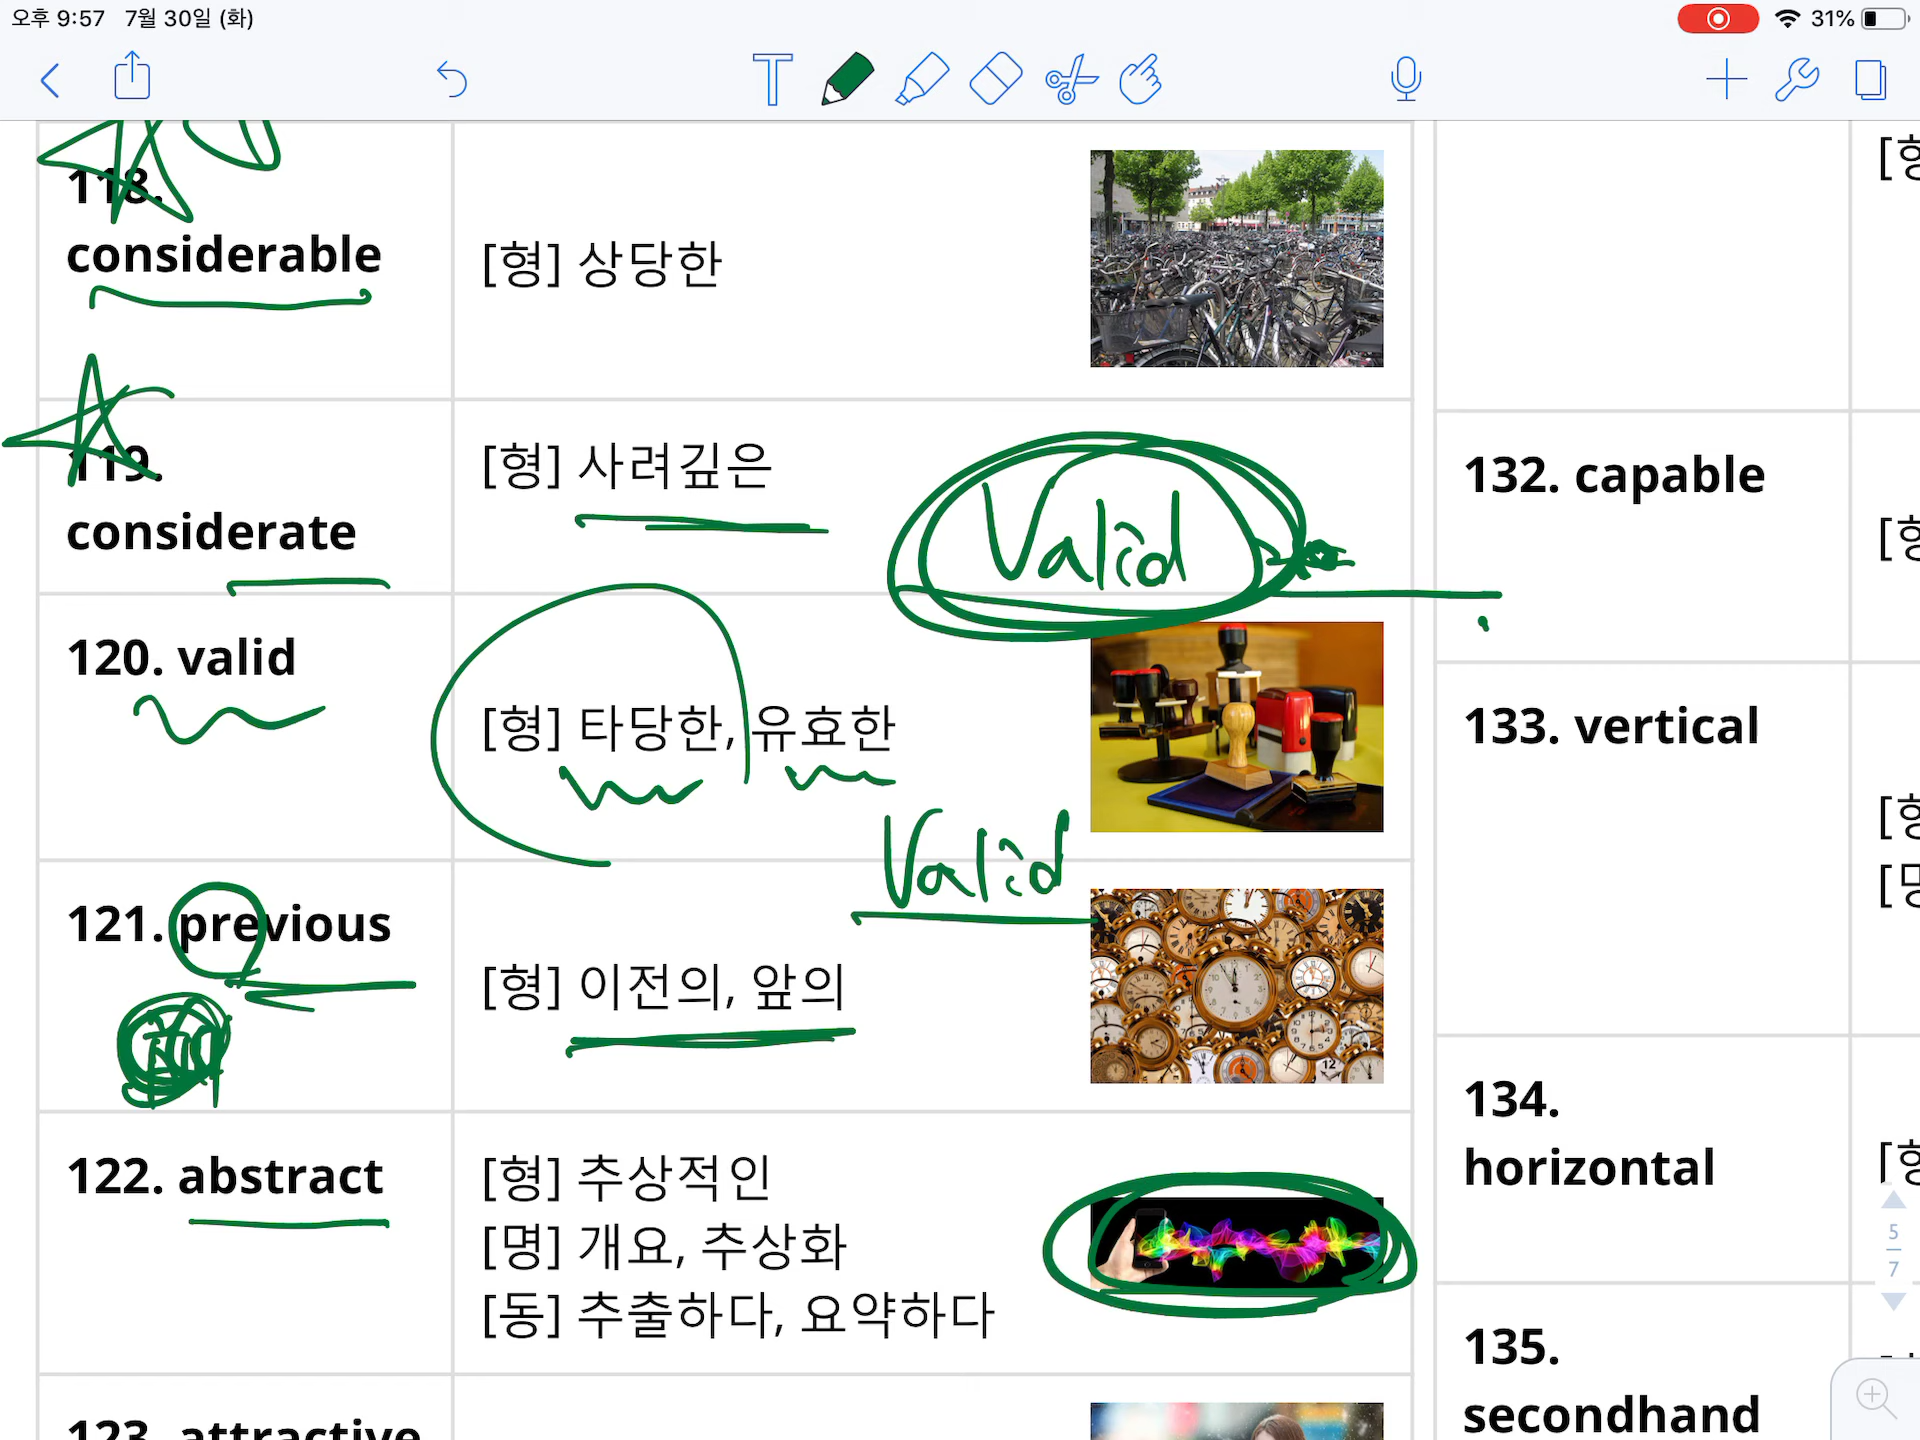 오후 9:57 7월 30일 (화)
31%
118.
considerable
[형] 상당한
119.
considerate
[형] 사려깊은
Valid
120. valid
[형] 타당한, 유효한
Valid
121. previous
[형] 이전의, 앞의
122. abstract
[형] 추상적인
[명] 개요, 추상화
[동] 추출하다, 요약하다
123. attractive
132. capable
133. vertical
134.
horizontal
135.
secondhand
5
7